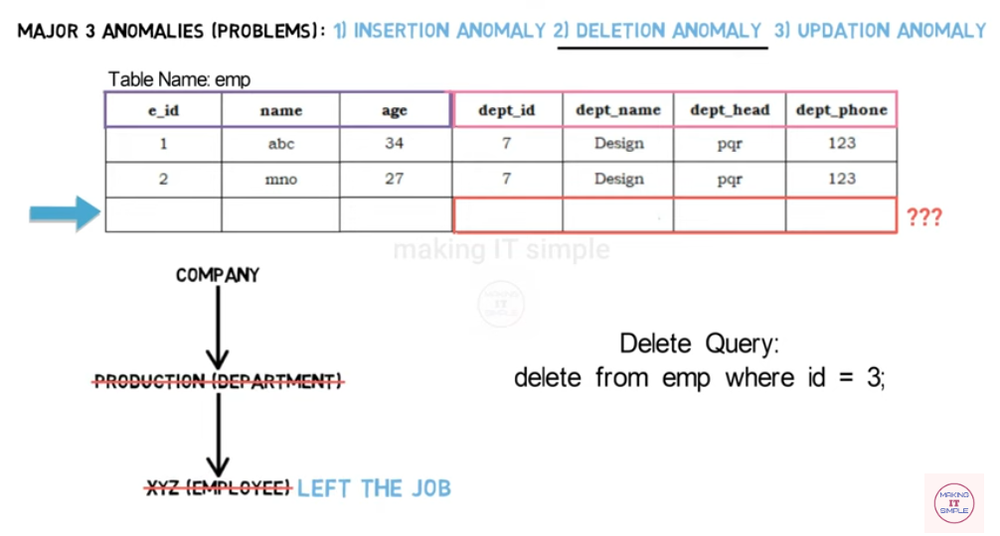 MAJOR 3 ANOMALIES (PROBLEMS): 1) INSERTION ANOMALY 2) DELETION ANOMALY 3) UPDATION ANOMALY
Table Name: emp
e_id name age dept_id dept_name dept_head dept_phone
1 abc 34 7 Design pqr 123
2 mno 27 7 Design pqr 123
???
making IT simple
MAKING
IT
SIMPLE
COMPANY
PRODUCTION (DEPARTMENT)
XYZ (EMPLOYEE) LEFT THE JOB
Delete Query:
delete from emp where id = 3;
MAKING
IT
SIMPLE